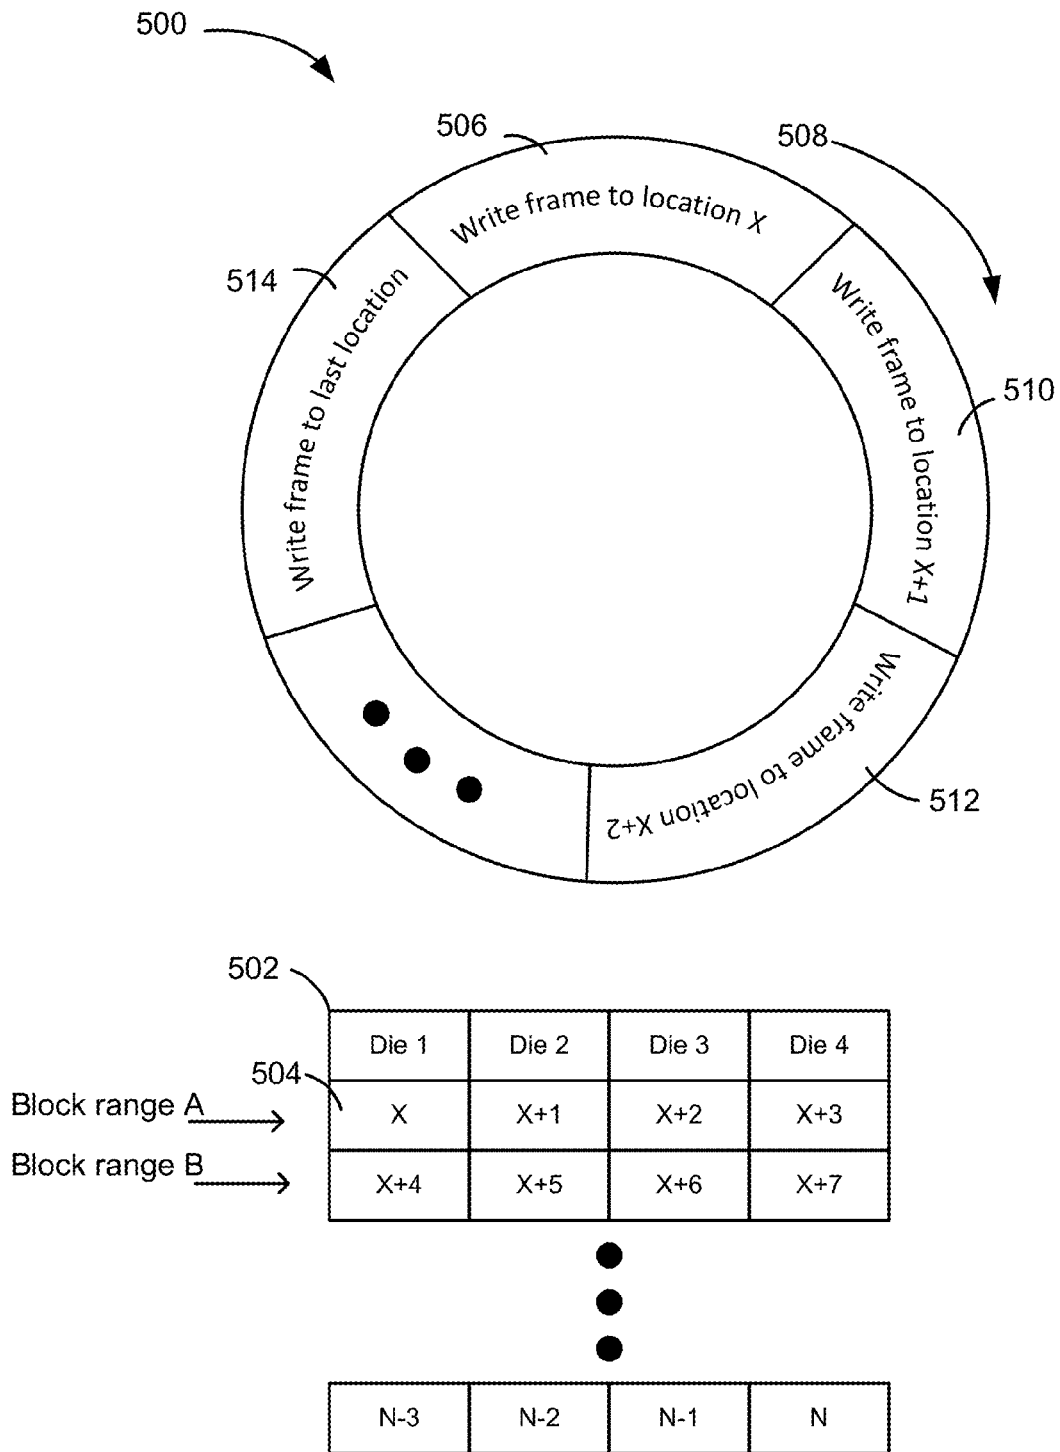 500
506
508
Write frame to location X
514
Write frame to last location
Write frame to location X+1
510
Write frame to location X+2
512
502
Die 1 Die 2 Die 3 Die 4
504
Block range A
X X+1 X+2 X+3
Block range B
X+4 X+5 X+6 X+7
N-3 N-2 N-1 N